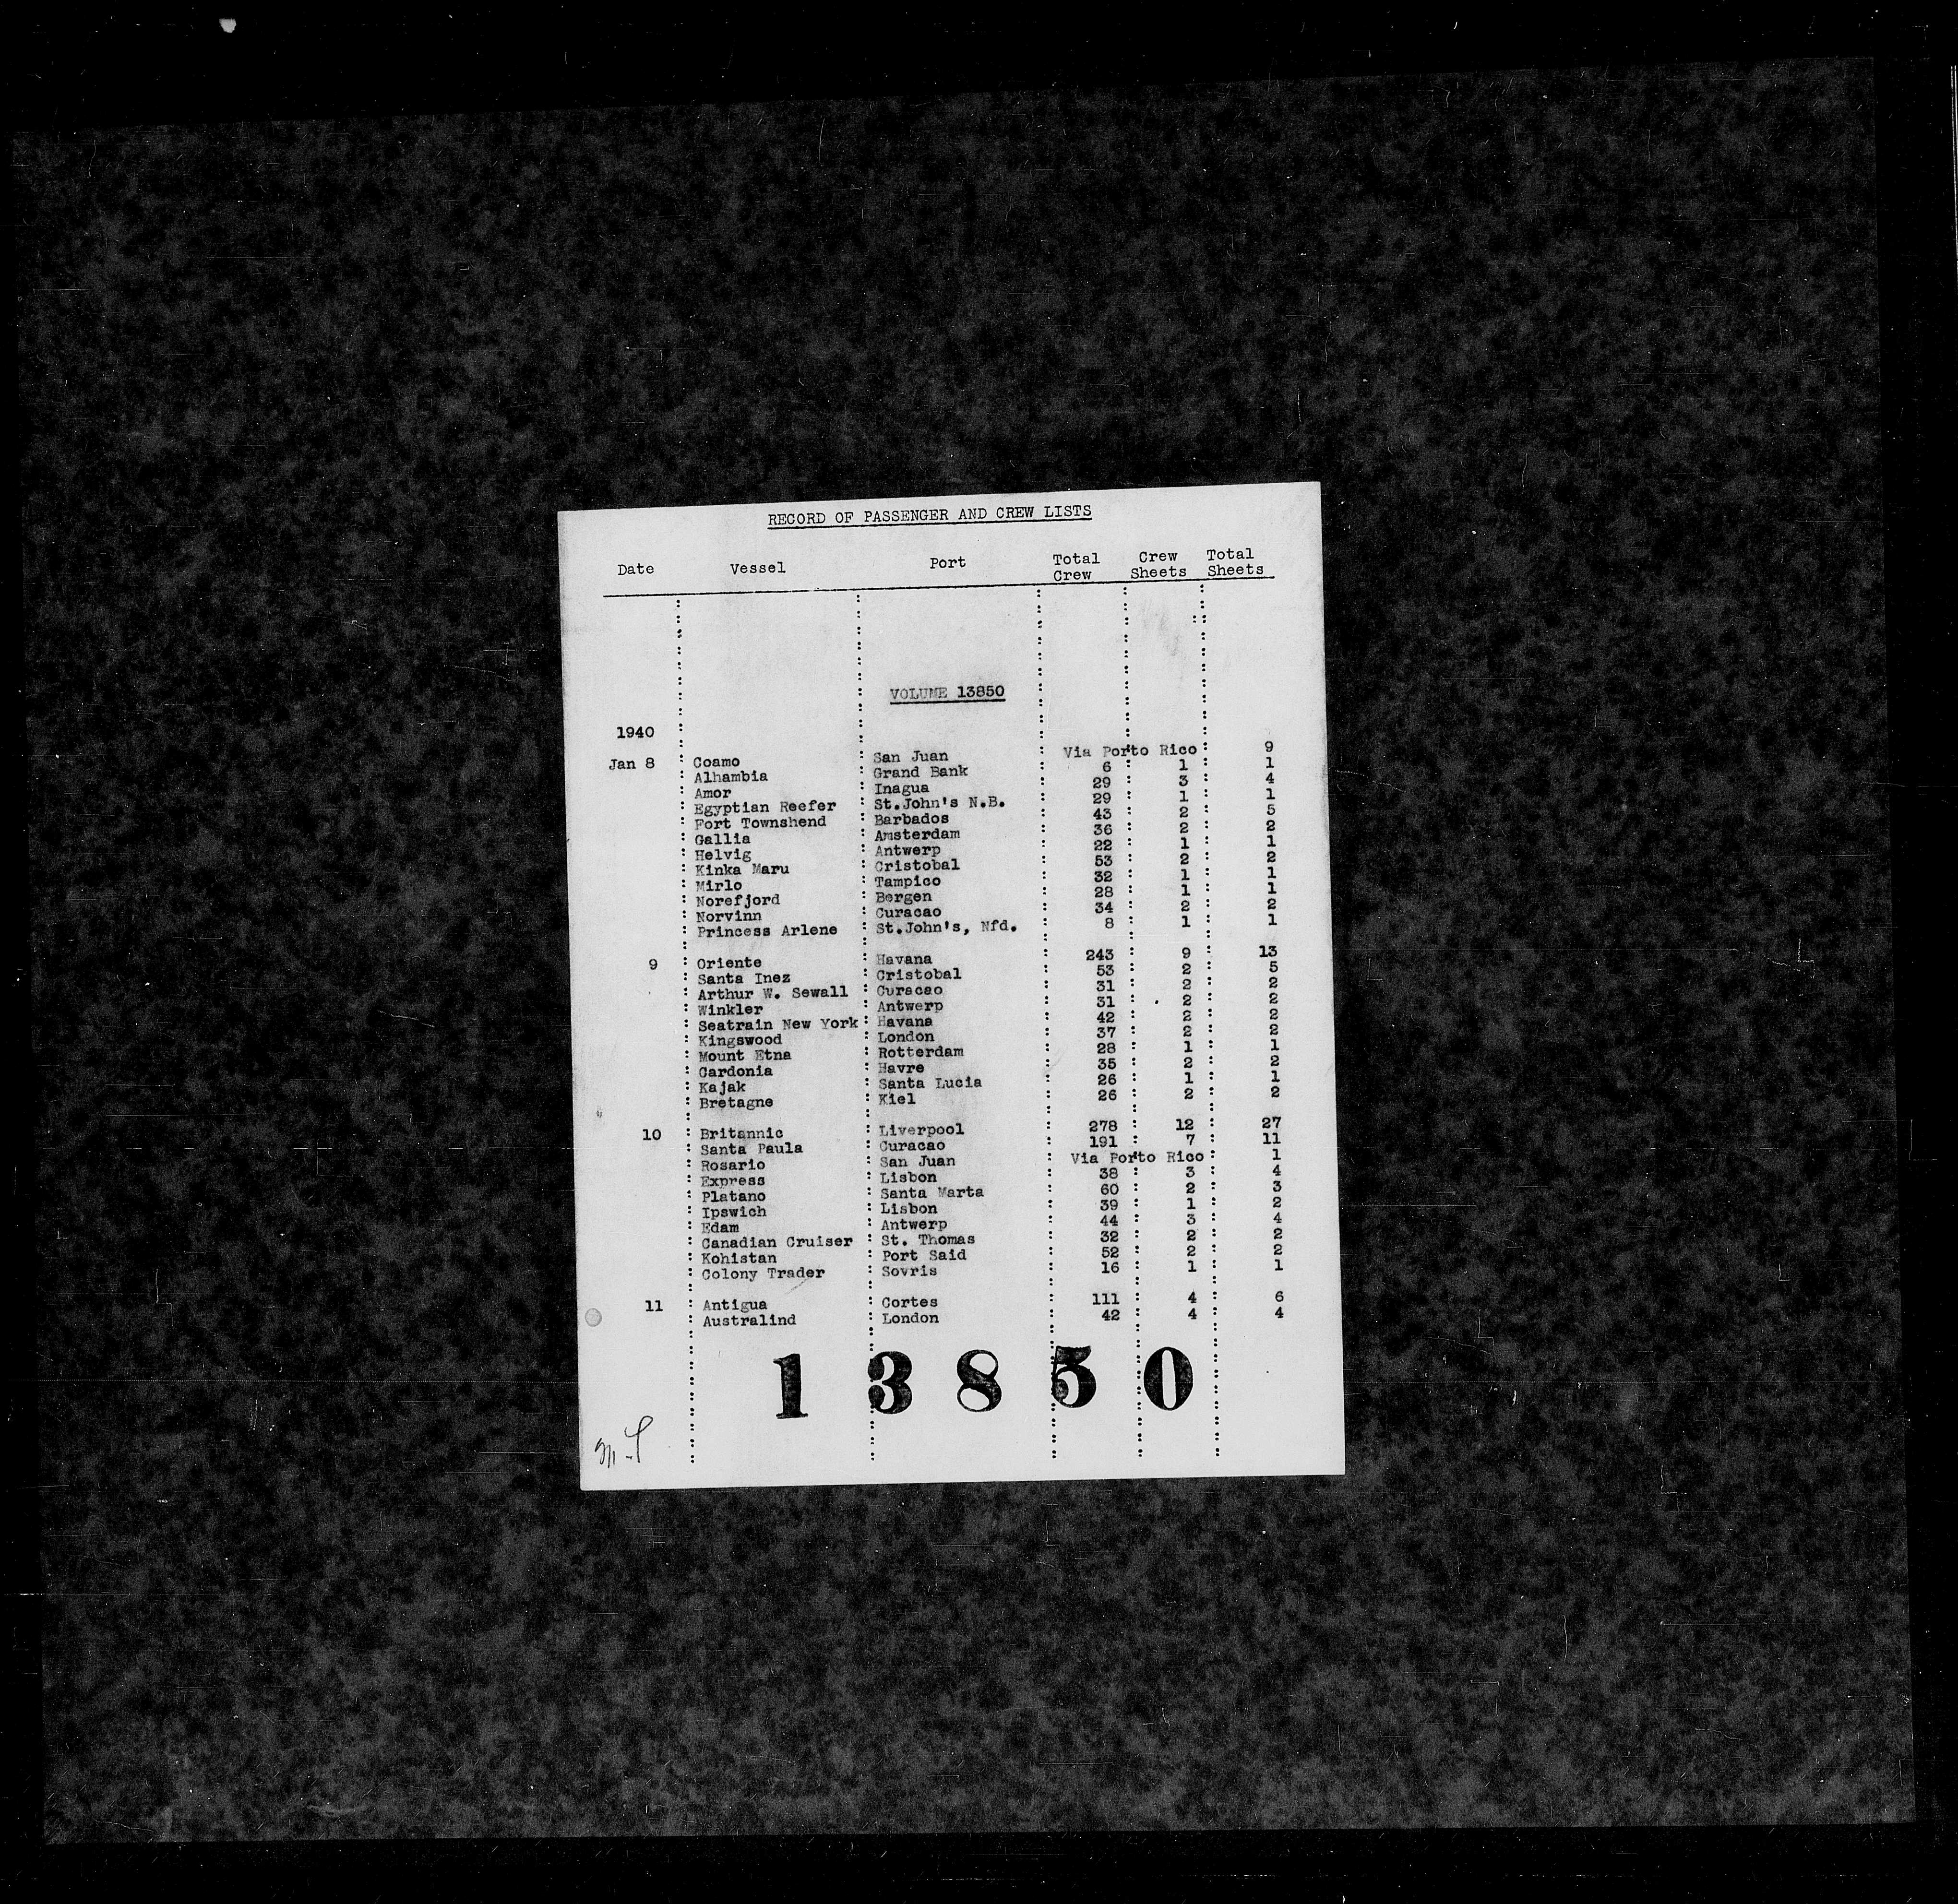 RECORD OF PASSENGER AND CREW LISTS
Date Vessel Port Total Crew Crew Sheets Total Sheets
VOLUME 13850
1940
Jan 8 Coamo San Juan Via Porto Rico 9
Alhambia Grand Bank 6 1 1
Amor Inagua 29 3 4
Egyptian Reefer St.John's N.B. 29 1 1
Fort Townshend Barbados 43 2 5
Gallia Amsterdam 36 2 2
Helvig Antwerp 22 1 1
Kinka Maru Cristobal 53 2 2
Mirlo Tampico 32 1 1
Norefjord Bergen 28 1 1
Norvinn Curacao 34 2 2
Princess Arlene St.John's, Nfd. 8 1 1
9 Oriente Havana 243 9 13
Santa Inez Cristobal 53 2 5
Arthur W. Sewall Curacao 31 2 2
Winkler Antwerp 31 2 2
Seatrain New York Havana 42 2 2
Kingswood London 37 2 2
Mount Etna Rotterdam 28 1 1
Cardonia Havre 35 2 2
Kajak Santa Lucia 26 1 1
Bretagne Kiel 26 2 2
10 Britannic Liverpool 278 12 27
Santa Paula Curacao 191 7 11
Rosario San Juan Via Porto Rico 1
Express Lisbon 38 3 4
Platano Santa Marta 60 2 3
Ipswich Lisbon 39 1 2
Edam Antwerp 44 3 4
Canadian Cruiser St. Thomas 32 2 2
Kohistan Port Said 52 2 2
Colony Trader Sovris 16 1 1
11 Antigua Cortes 111 4 6
Australind London 42 4 4
13850